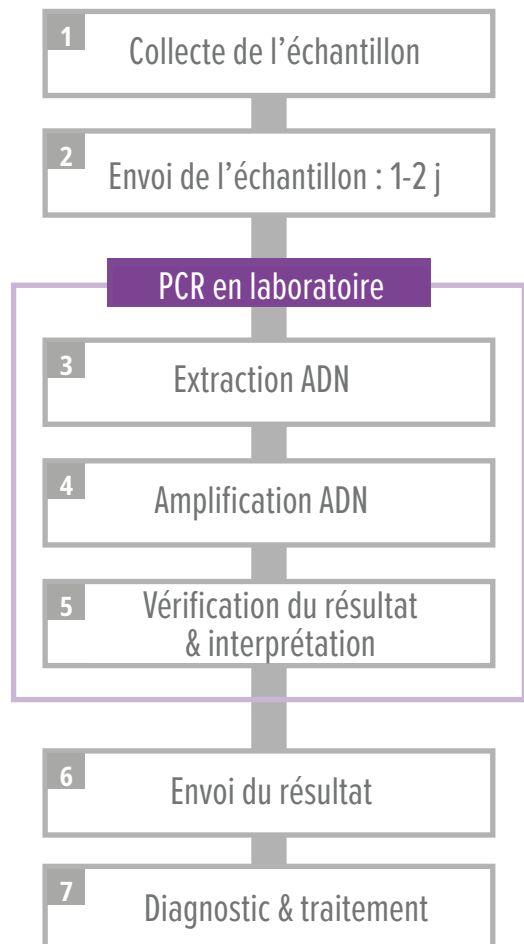 1
Collecte de l’échantillon
2
Envoi de l’échantillon : 1-2 j
PCR en laboratoire
3
Extraction ADN
4
Amplification ADN
5
Vérification du résultat
& interprétation
6
Envoi du résultat
7
Diagnostic & traitement